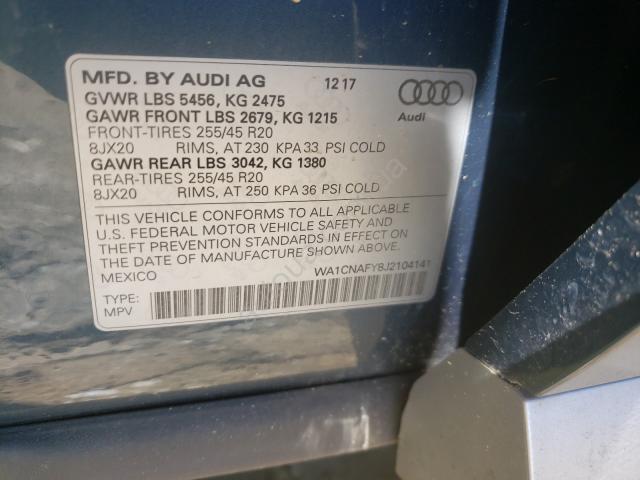 MFD. BY AUDI AG 12 17
GVWR LBS 5456, KG 2475
GAWR FRONT LBS 2679, KG 1215
FRONT-TIRES 255/45 R20
8JX20 RIMS, AT 230 KPA 33 PSI COLD
GAWR REAR LBS 3042, KG 1380
REAR-TIRES 255/45 R20
8JX20 RIMS, AT 250 KPA 36 PSI COLD
Audi
THIS VEHICLE CONFORMS TO ALL APPLICABLE
U.S. FEDERAL MOTOR VEHICLE SAFETY AND
THEFT PREVENTION STANDARDS IN EFFECT ON
THE DATE OF MANUFACTURE SHOWN ABOVE.
MEXICO
WA1CNAFY8J2104141
TYPE:
MPV